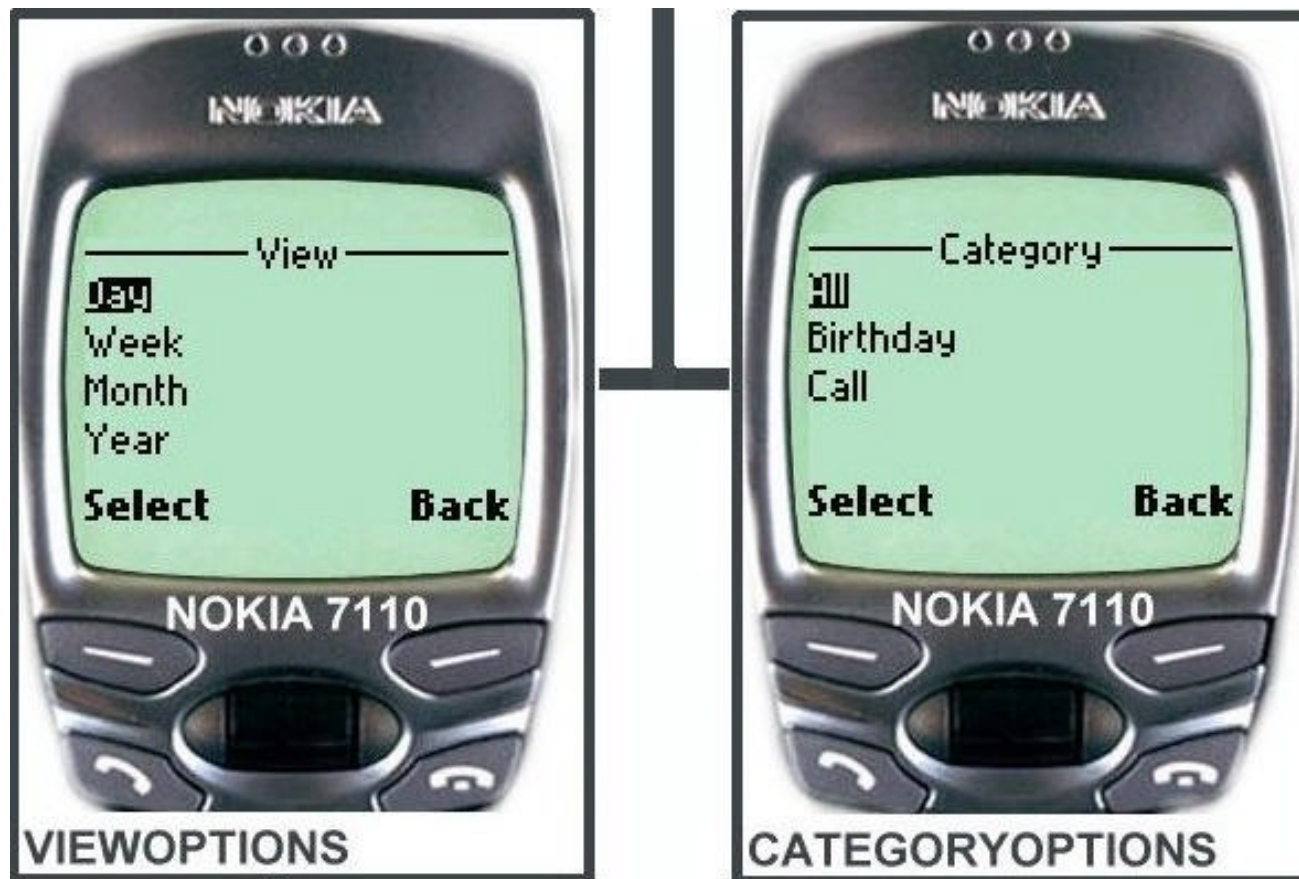 NOKIA
View
Day
Week
Month
Year
Select Back
NOKIA 7110
VIEWOPTIONS
NOKIA
Category
All
Birthday
Call
Select Back
NOKIA 7110
CATEGORYOPTIONS